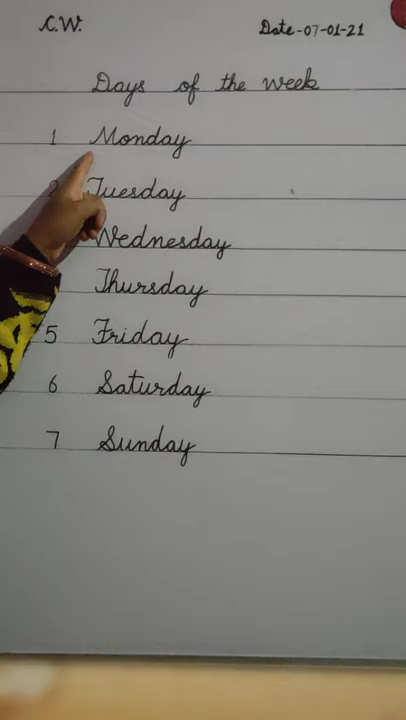 C.W. Date-07-01-21
Days of the week
1 Monday
2 Tuesday
Wednesday
Thursday
5 Friday
6 Saturday
7 Sunday